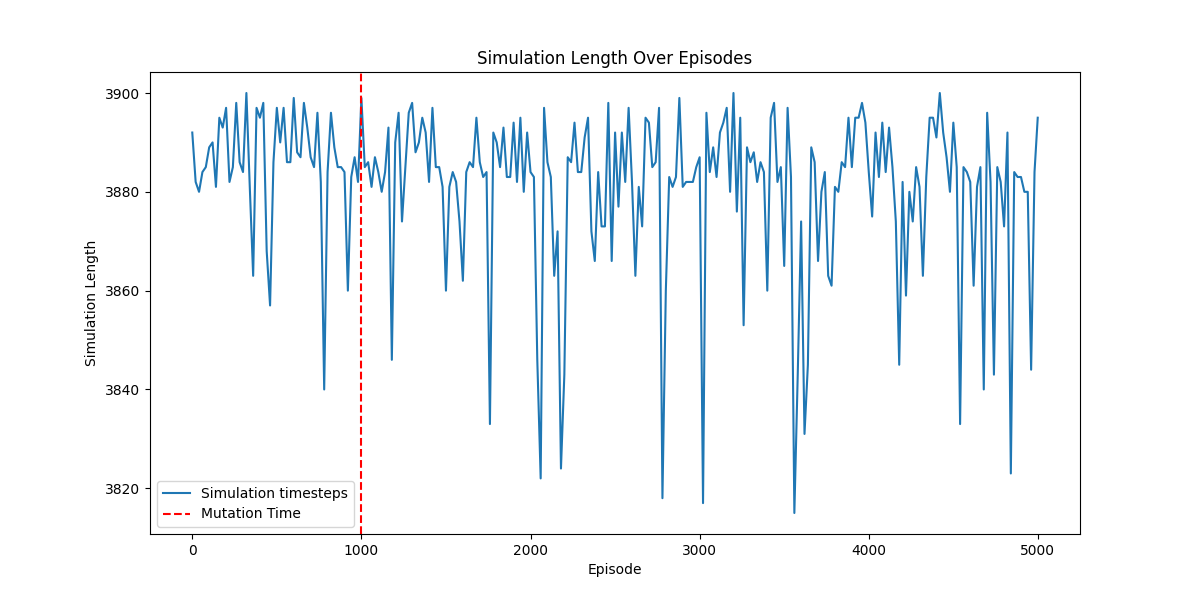 Simulation Length Over Episodes
Simulation Length
3900
3880
3860
3840
3820
Simulation timesteps
Mutation Time
0 1000 2000 3000 4000 5000
Episode